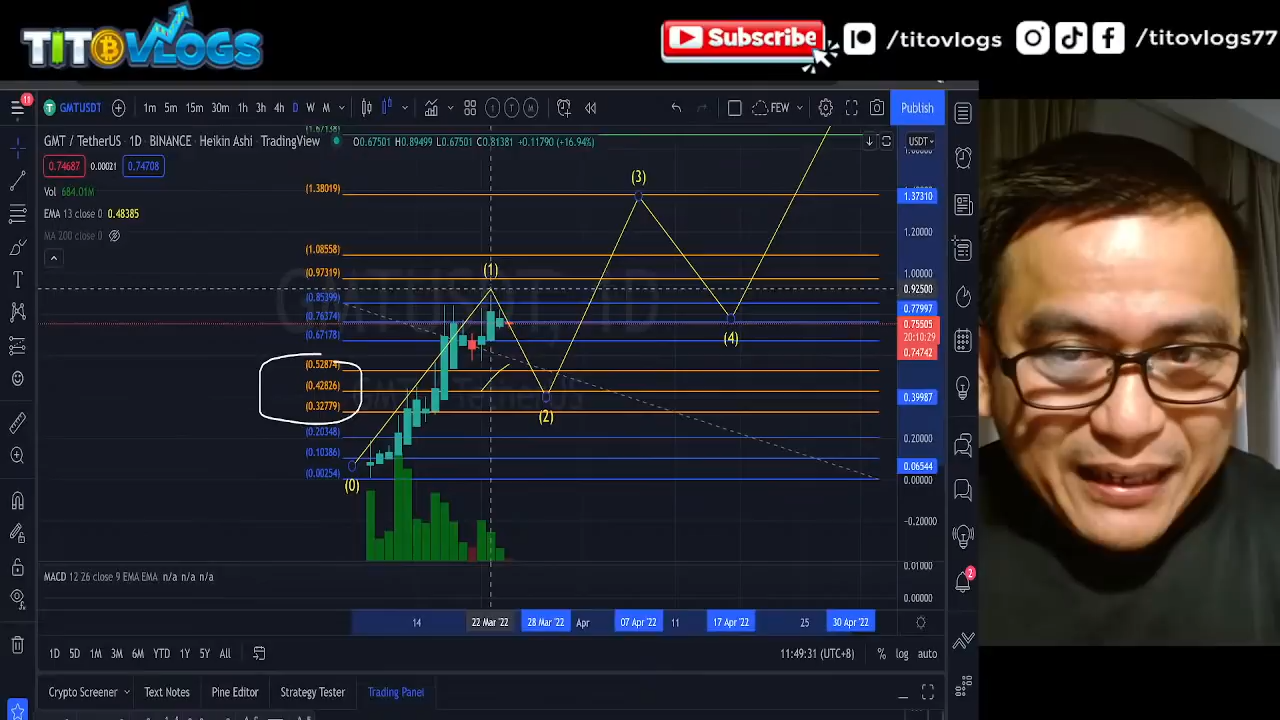 TITOVLOGS
Subscribe
/titovlogs
/titovlogs77
11
GMTUSDT
1m 5m 15m 30m 1h 3h 4h D W M
FEW
Publish
GMT / TetherUS 1D BINANCE Heikin Ashi TradingView
O0.67501 H0.89499 L0.67501 C0.81381 +0.11790 (+16.94%)
USDT
0.74687
0.00021
0.74708
Vol 684.01M
EMA 13 close 0 0.48385
MA 200 close 0
(1.67138)
(1.38019)
(1.08558)
(0.97319)
(0.85399)
(0.76374)
(0.67178)
(0.52874)
(0.42826)
(0.32779)
(0.20348)
(0.10386)
(0.00254)
(0)
(1)
(2)
(3)
(4)
GMTUSDT, 1D
1.37310
1.20000
1.00000
0.92500
0.77997
0.75505
20:10:29
0.74742
0.39987
0.20000
0.06544
0.00000
-0.20000
0.01000
0.00000
MACD 12 26 close 9 EMA EMA n/a n/a n/a
14
22 Mar '22
28 Mar '22
Apr
07 Apr '22
11
17 Apr '22
25
30 Apr '22
1D 5D 1M 3M 6M YTD 1Y 5Y All
11:49:31 (UTC+8)
% log auto
2
Crypto Screener Text Notes Pine Editor Strategy Tester Trading Panel